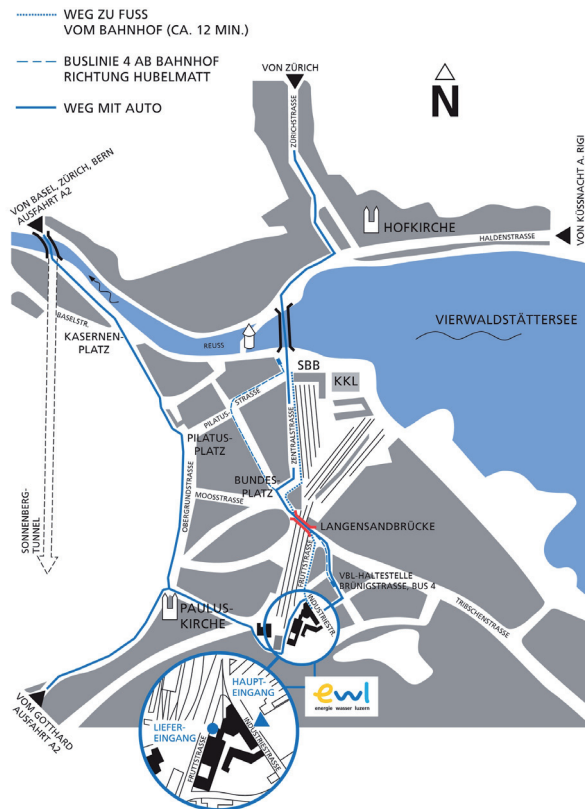 WEG ZU FUSS
VOM BAHNHOF (CA. 12 MIN.)
BUSLINIE 4 AB BAHNHOF
RICHTUNG HUBELMATT
WEG MIT AUTO
VON ZÜRICH
N
ZÜRICHSTRASSE
VON BASEL, ZÜRICH, BERN
AUSFAHRT A2
VON KÜSSNACHT A. RIGI
HOFKIRCHE
HALDENSTRASSE
BASELSTR.
KASERNEN-
PLATZ
REUSS
VIERWALDSTÄTTERSEE
SBB
KKL
PILATUS-
STRASSE
PILATUS-
PLATZ
ZENTRALSTRASSE
BUNDES-
PLATZ
MOOSSTRASSE
OBERGRUNDSTRASSE
SONNENBERG-
TUNNEL
LANGENSANDBRÜCKE
FRUTTSTRASSE
VBL-HALTESTELLE
BRÜNIGSTRASSE, BUS 4
INDUSTRIESTR.
TRIBSCHENSTRASSE
PAULUS-
KIRCHE
VOM GOTTHARD
AUSFAHRT A2
HAUPT-
EINGANG
LIEFER-
EINGANG
FRUTTSTRASSE
INDUSTRIESTRASSE
ewl
energie wasser luzern